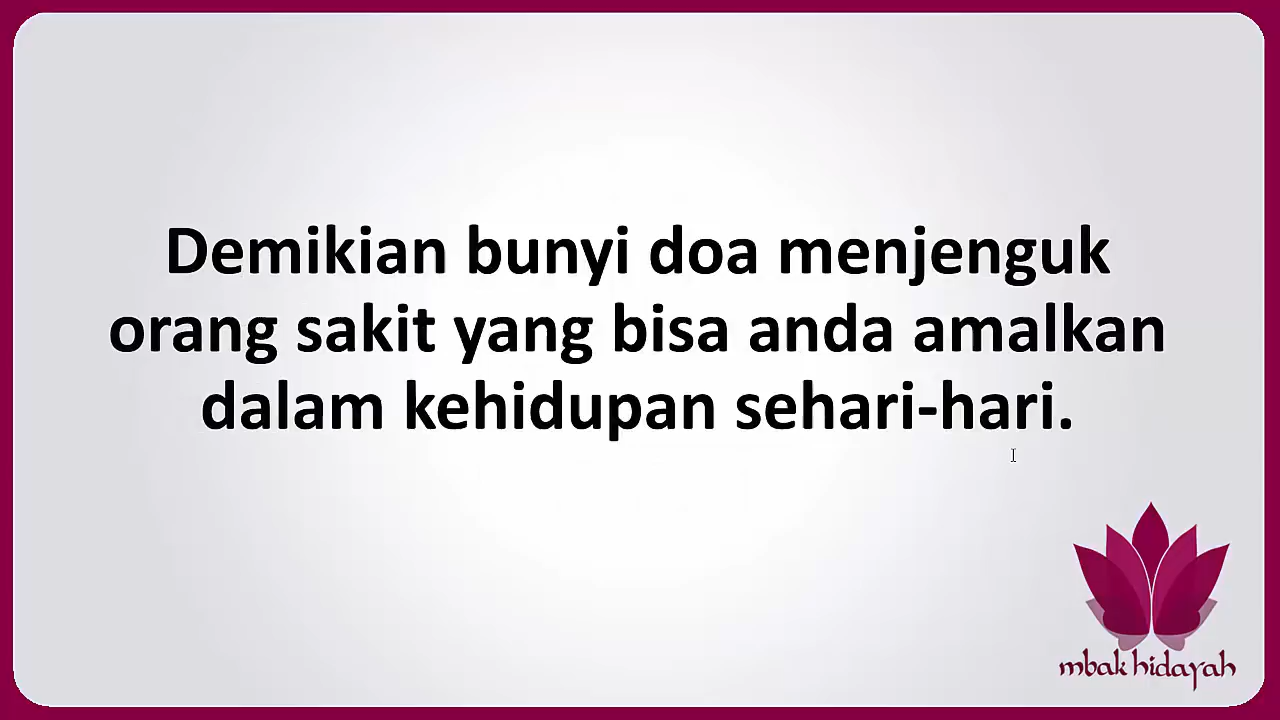 Demikian bunyi doa menjenguk
orang sakit yang bisa anda amalkan
dalam kehidupan sehari-hari.
mbak hidayah